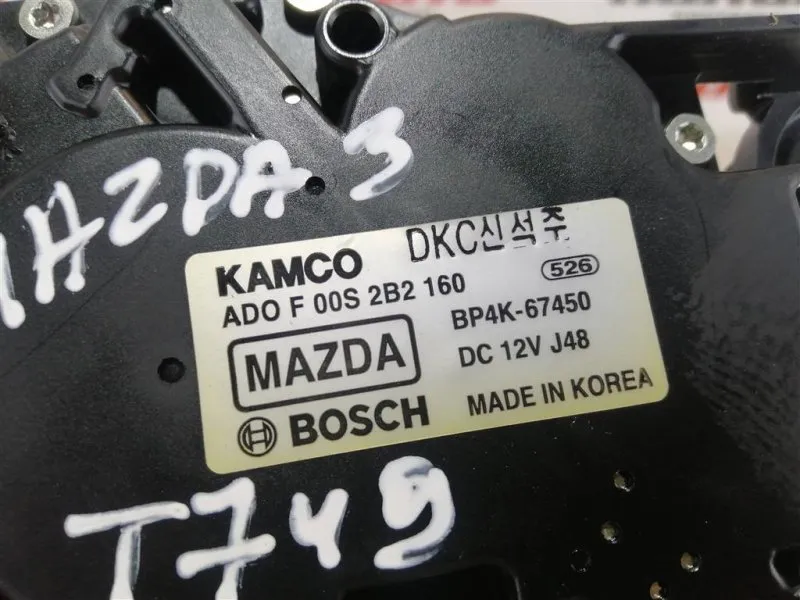 MAZDA 3
KAMCO DKC신석주
ADO F 00S 2B2 160 526
MAZDA BP4K-67450
DC 12V J48
BOSCH MADE IN KOREA
T749